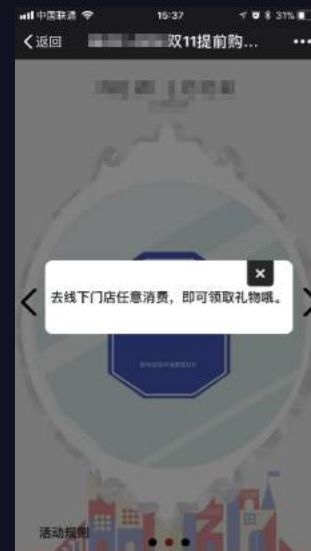 中国联通
15:37
31%
返回
双11提前购...
去线下门店任意消费，即可领取礼物哦。
活动规则